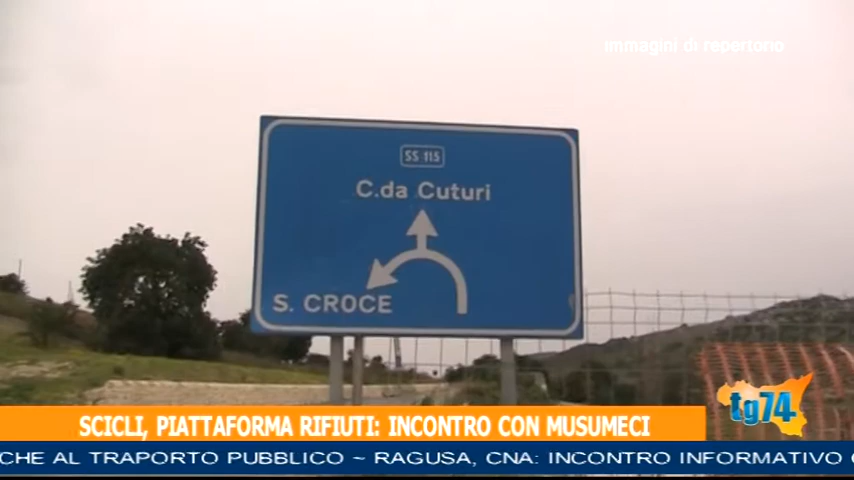 immagini di repertorio
SS 115
C.da Cuturi
S. CROCE
SCICLI, PIATTAFORMA RIFIUTI: INCONTRO CON MUSUMECI
tg74
CHE AL TRAPORTO PUBBLICO ~ RAGUSA, CNA: INCONTRO INFORMATIVO